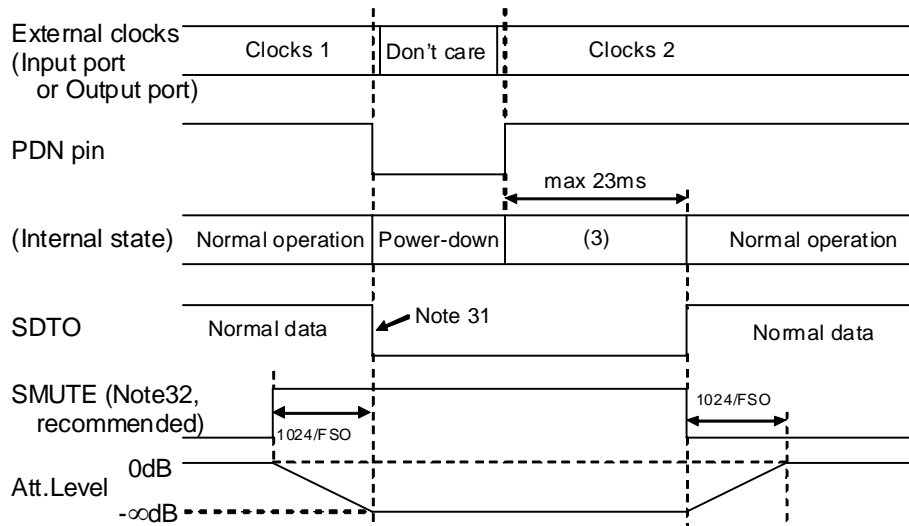 External clocks
(Input port
or Output port)
Clocks 1
Don't care
Clocks 2
PDN pin
max 23ms
(Internal state)
Normal operation
Power-down
(3)
Normal operation
SDTO
Normal data
Note 31
Normal data
SMUTE (Note32,
recommended)
1024/FSO
1024/FSO
Att.Level
0dB
-∞dB